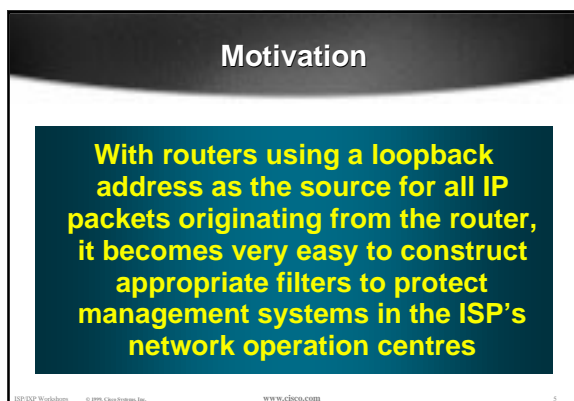 Motivation
With routers using a loopback
address as the source for all IP
packets originating from the router,
it becomes very easy to construct
appropriate filters to protect
management systems in the ISP’s
network operation centres
ISP/IXP Workshops © 1999, Cisco Systems, Inc. www.cisco.com 5